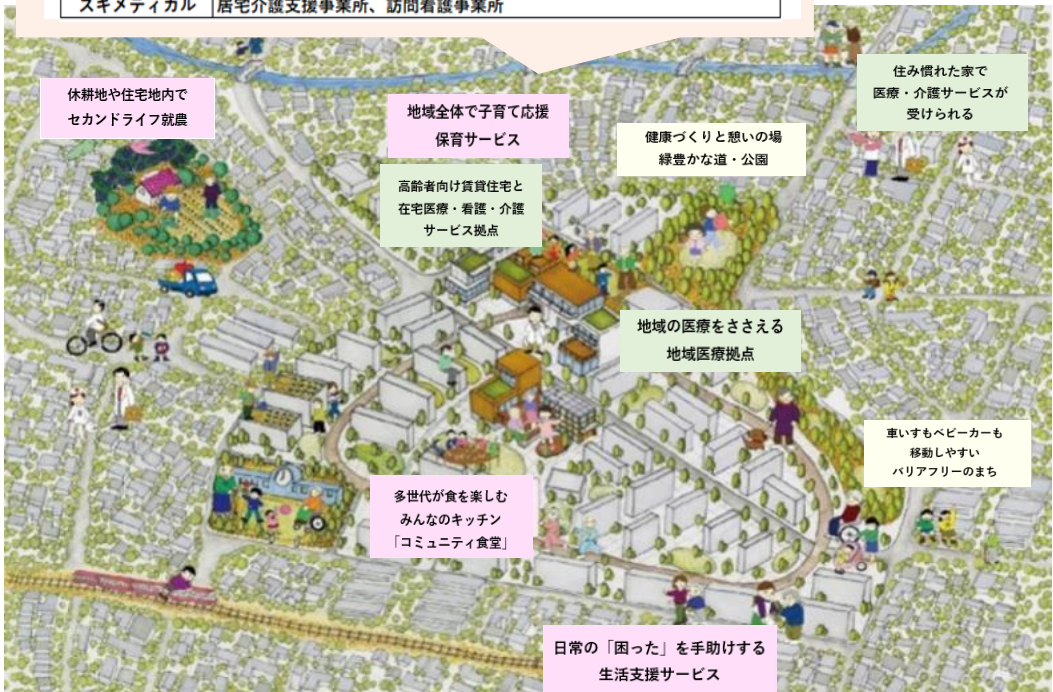 スギメディカル 居宅介護支援事業所、訪問看護事業所
休耕地や住宅地内で
セカンドライフ就農
地域全体で子育て応援
保育サービス
高齢者向け賃貸住宅と
在宅医療・看護・介護
サービス拠点
健康づくりと憩いの場
緑豊かな道・公園
住み慣れた家で
医療・介護サービスが
受けられる
地域の医療をささえる
地域医療拠点
車いすもベビーカーも
移動しやすい
バリアフリーのまち
多世代が食を楽しむ
みんなのキッチン
「コミュニティ食堂」
日常の「困った」を手助けする
生活支援サービス